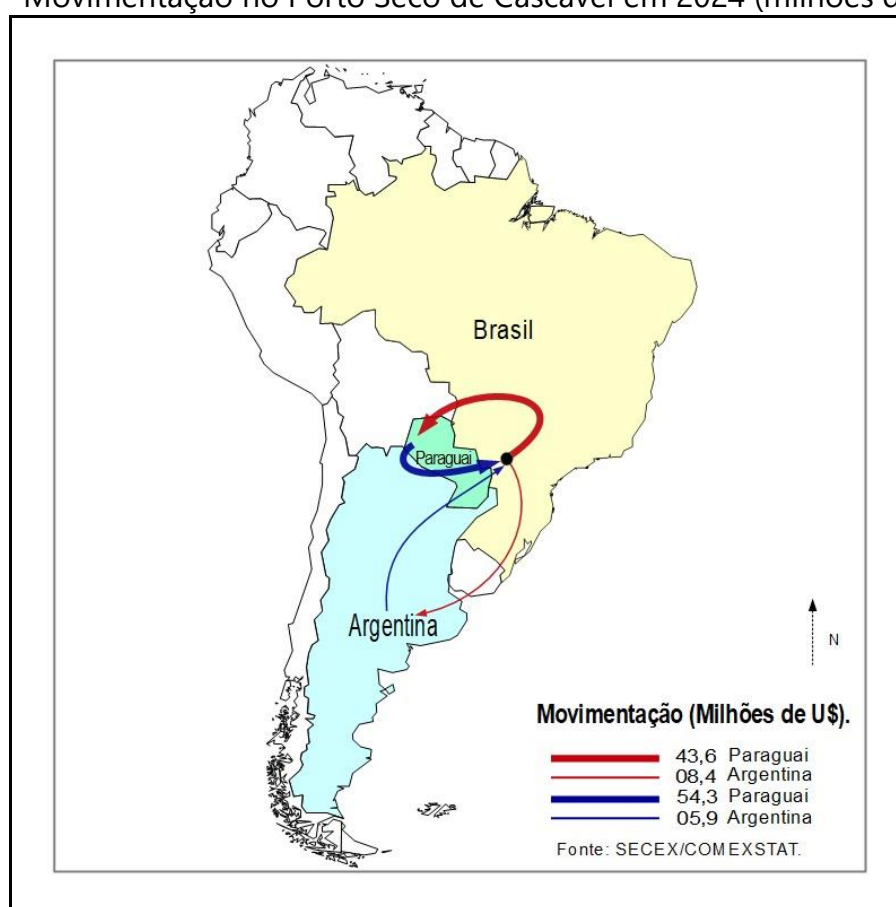 Movimentação no Porto Seco de Cascavel em 2024 (milhões d
Brasil
Paraguai
Argentina
N
Movimentação (Milhões de U$).
43,6 Paraguai
08,4 Argentina
54,3 Paraguai
05,9 Argentina
Fonte: SECEX/COMEXSTAT.